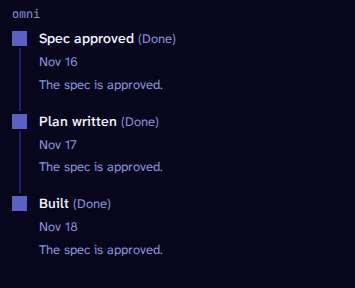 omni
Spec approved (Done)
Nov 16
The spec is approved.
Plan written (Done)
Nov 17
The spec is approved.
Built (Done)
Nov 18
The spec is approved.